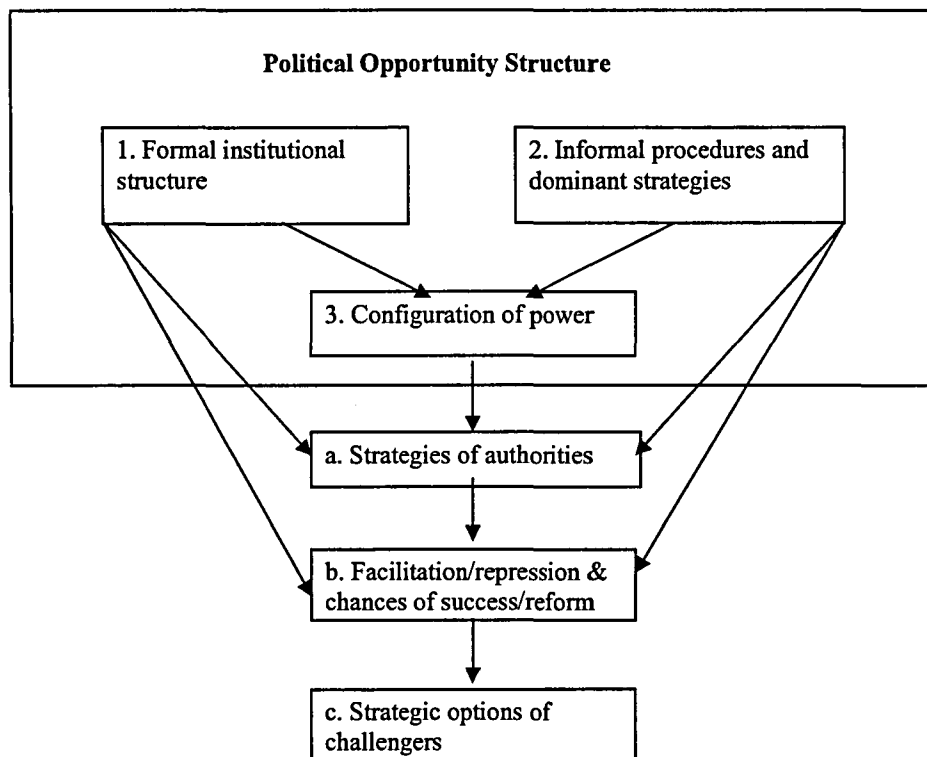 Political Opportunity Structure
1. Formal institutional
structure
2. Informal procedures and
dominant strategies
3. Configuration of power
a. Strategies of authorities
b. Facilitation/repression &
chances of success/reform
c. Strategic options of
challengers